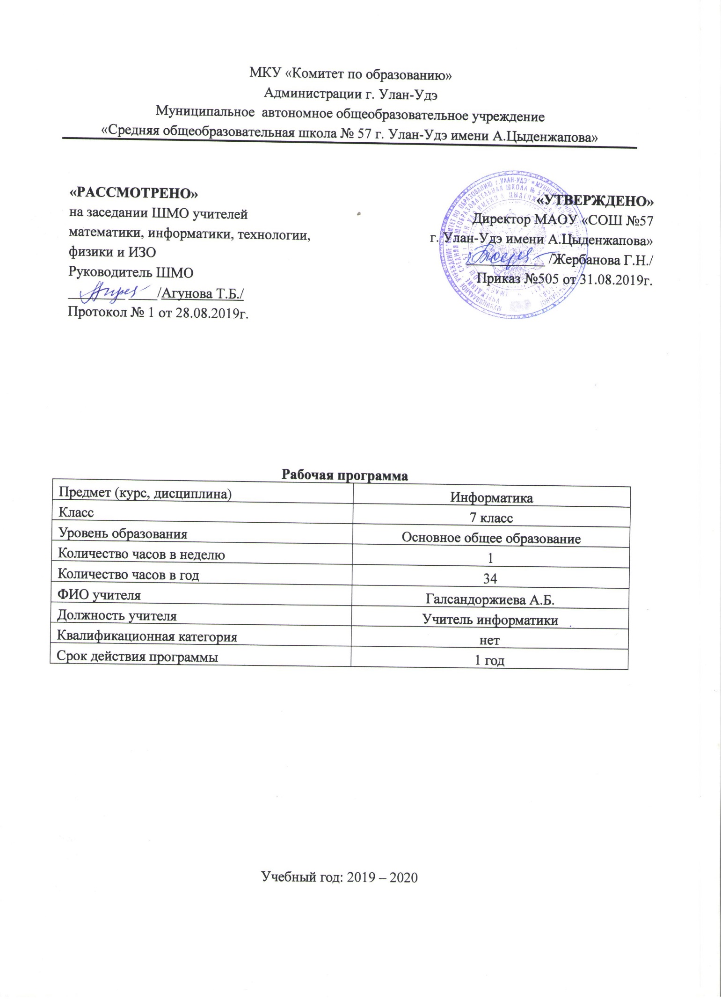 МКУ «Комитет по образованию»
Администрации г. Улан-Удэ
Муниципальное автономное общеобразовательное учреждение
«Средняя общеобразовательная школа № 57 г. Улан-Удэ имени А.Цыденжапова»
«РАССМОТРЕНО»
на заседании ШМО учителей
математики, информатики, технологии,
физики и ИЗО
Руководитель ШМО
________ ____/Агунова Т.Б./
Протокол № 1 от 28.08.2019г.
«УТВЕРЖДЕНО»
Директор МАОУ «СОШ №57
г. Улан-Удэ имени А.Цыденжапова»
___________ /Жербанова Г.Н./
Приказ №505 от 31.08.2019г.
Рабочая программа
Предмет (курс, дисциплина) Информатика
Класс 7 класс
Уровень образования Основное общее образование
Количество часов в неделю 1
Количество часов в год 34
ФИО учителя Галсандоржиева А.Б.
Должность учителя Учитель информатики
Квалификационная категория нет
Срок действия программы 1 год
Учебный год: 2019 – 2020